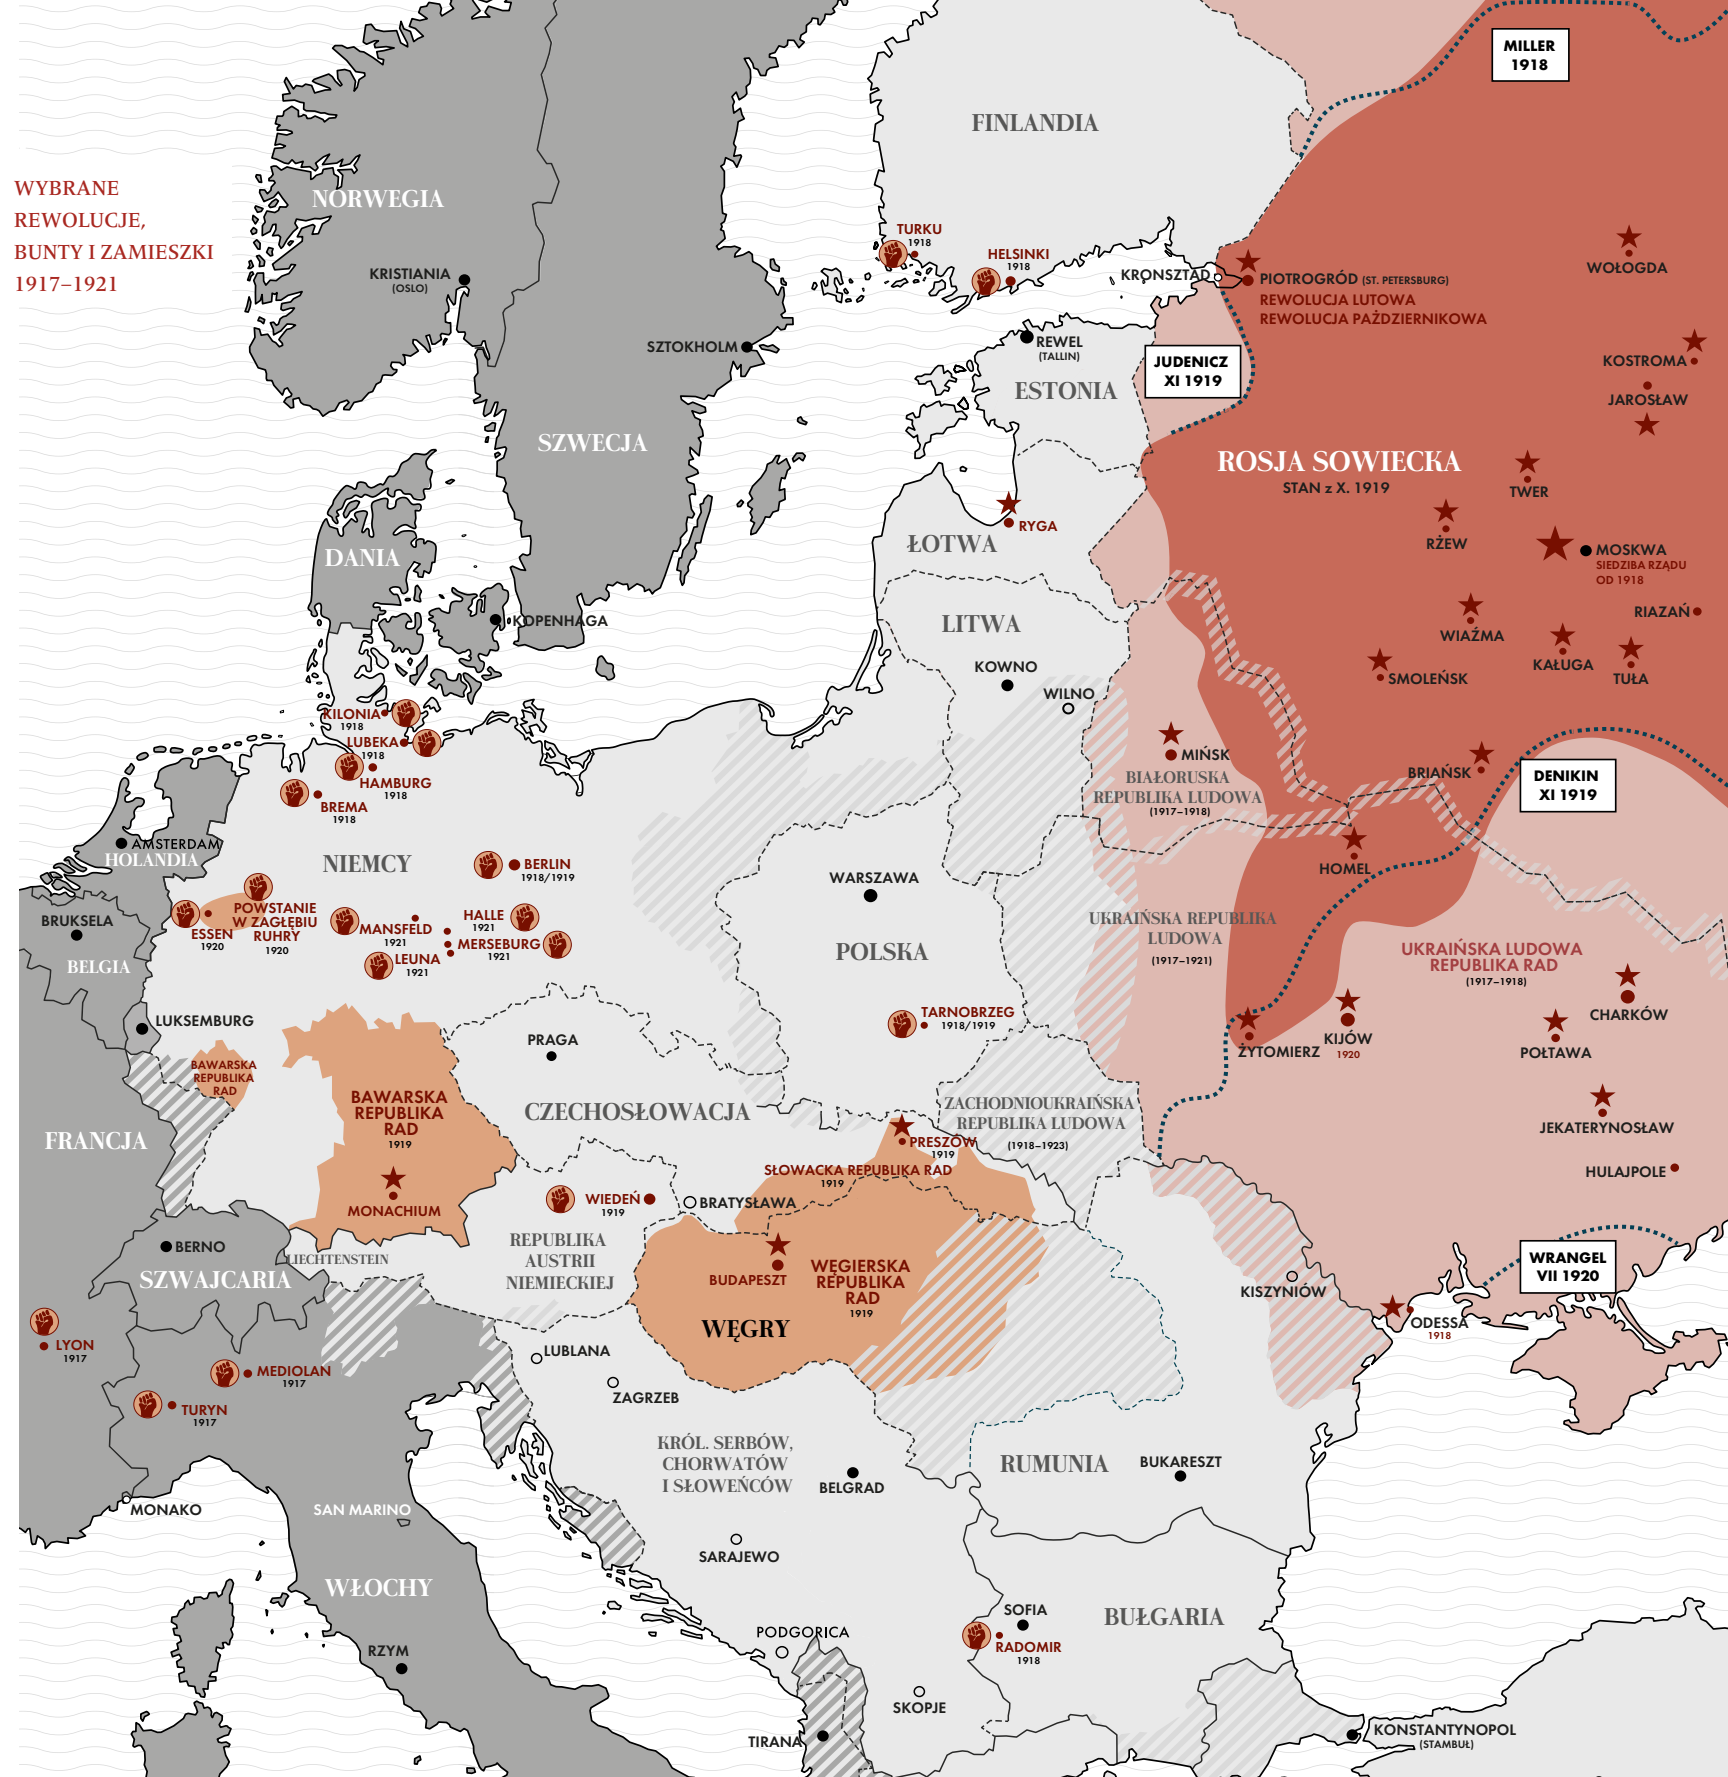 WYBRANE
REWOLUCJE,
BUNTY I ZAMIESZKI
1917–1921
MILLER
1918
FINLANDIA
NORWEGIA
TURKU
1918
HELSINKI
1918
KRISTIANIA
(OSLO)
KRONSZTAD
PIOTROGRÓD (ST. PETERSBURG)
REWOLUCJA LUTOWA
REWOLUCJA PAŹDZIERNIKOWA
WOŁOGDA
SZTOKHOLM
REWEL
(TALLIN)
ESTONIA
JUDENICZ
XI 1919
KOSTROMA
JAROSŁAW
SZWECJA
ROSJA SOWIECKA
STAN z X. 1919
TWER
RYGA
ŁOTWA
RŻEW
MOSKWA
SIEDZIBA RZĄDU
OD 1918
DANIA
KOPENHAGA
LITWA
RIAZAŃ
WIAŹMA
KAŁUGA
TUŁA
SMOLEŃSK
KOWNO
WILNO
KILONIA
1918
LUBEKA
1918
HAMBURG
1918
BREMA
1918
MIŃSK
BIAŁORUSKA
REPUBLIKA LUDOWA
(1917–1918)
BRIAŃSK
DENIKIN
XI 1919
AMSTERDAM
HOLANDIA
NIEMCY
BERLIN
1918/1919
WARSZAWA
HOMEL
BRUKSELA
BELGIA
ESSEN
1920
POWSTANIE
W ZAGŁĘBIU
RUHRY
1920
MANSFELD
1921
HALLE
1921
MERSEBURG
1921
LEUNA
1921
POLSKA
UKRAIŃSKA REPUBLIKA
LUDOWA
(1917–1921)
UKRAIŃSKA LUDOWA
REPUBLIKA RAD
(1917–1918)
CHARKÓW
LUKSEMBURG
TARNOBRZEG
1918/1919
ŻYTOMIERZ
KIJÓW
1920
POŁTAWA
PRAGA
BAWARSKA
REPUBLIKA
RAD
BAWARSKA
REPUBLIKA
RAD
1919
CZECHOSŁOWACJA
ZACHODNIOUKRAIŃSKA
REPUBLIKA LUDOWA
(1918–1923)
JEKATERYNOSŁAW
HULAJPOLE
FRANCJA
PRESZÓW
1919
SŁOWACKA REPUBLIKA RAD
1919
MONACHIUM
WIEDEŃ
1919
BRATYSŁAWA
BERNO
SZWAJCARIA
LIECHTENSTEIN
REPUBLIKA
AUSTRII
NIEMIECKIEJ
BUDAPESZT
WĘGIERSKA
REPUBLIKA
RAD
1919
WĘGRY
KISZYNIÓW
WRANGEL
VII 1920
ODESSA
1918
LYON
1917
MEDIOLAN
1917
TURYN
1917
LUBLANA
ZAGRZEB
KRÓL. SERBÓW,
CHORWATÓW
I SŁOWEŃCÓW
BELGRAD
RUMUNIA
BUKARESZT
MONAKO
SAN MARINO
SARAJEWO
WŁOCHY
RZYM
PODGORICA
SOFIA
RADOMIR
1918
BUŁGARIA
SKOPJE
TIRANA
KONSTANTYNOPOL
(STAMBUŁ)